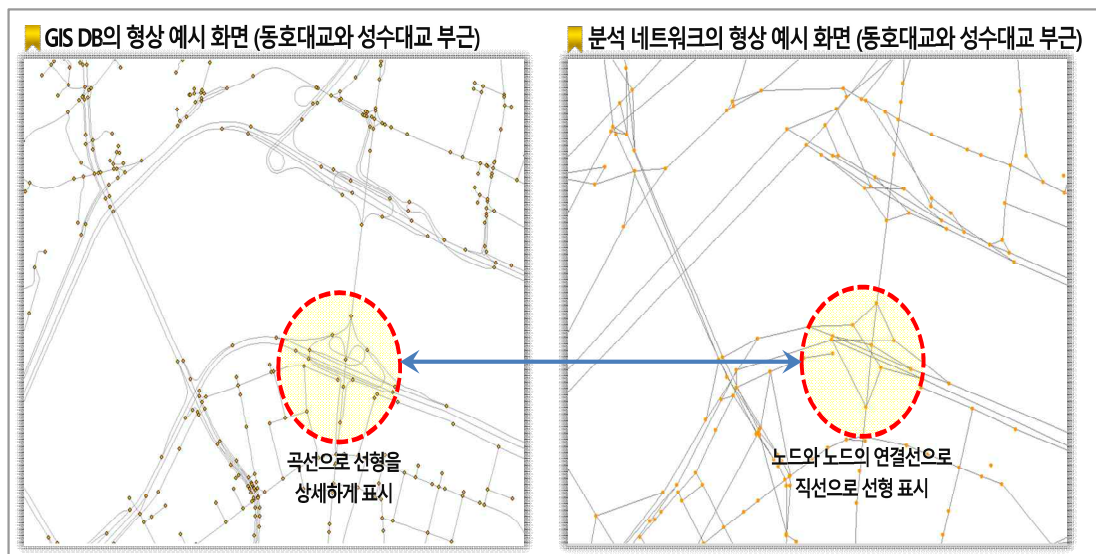 GIS DB의 형상 예시 화면 (동호대교와 성수대교 부근)
곡선으로 선형을
상세하게 표시
분석 네트워크의 형상 예시 화면 (동호대교와 성수대교 부근)
노드와 노드의 연결선으로
직선으로 선형 표시